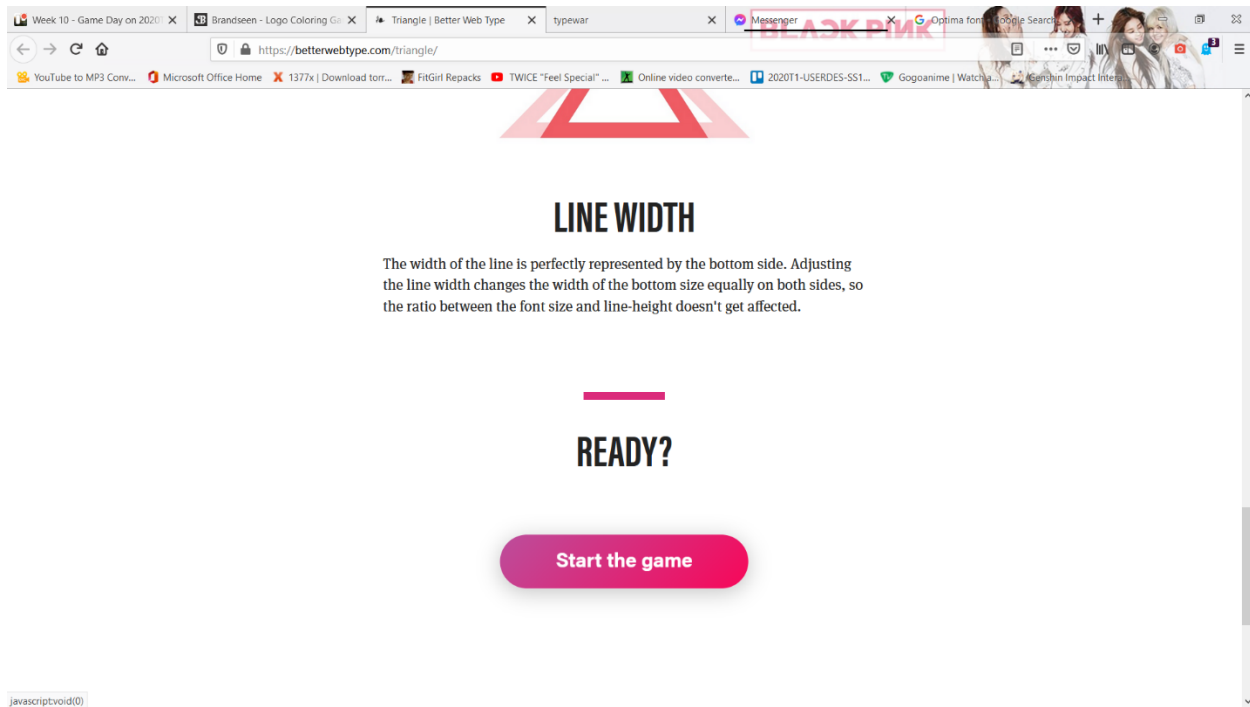 Week 10 - Game Day on 2020T
Brandseen - Logo Coloring Ga
Triangle | Better Web Type
typewar
Messenger
Optima font - Google Search
BLACKPINK
https://betterwebtype.com/triangle/
3
YouTube to MP3 Conv...
Microsoft Office Home
1377x | Download torr...
FitGirl Repacks
TWICE "Feel Special" ...
Online video converte...
2020T1-USERDES-SS1...
Gogoanime | Watch a...
Genshin Impact Intera...
LINE WIDTH
The width of the line is perfectly represented by the bottom side. Adjusting
the line width changes the width of the bottom size equally on both sides, so
the ratio between the font size and line-height doesn't get affected.
READY?
Start the game
javascript:void(0)